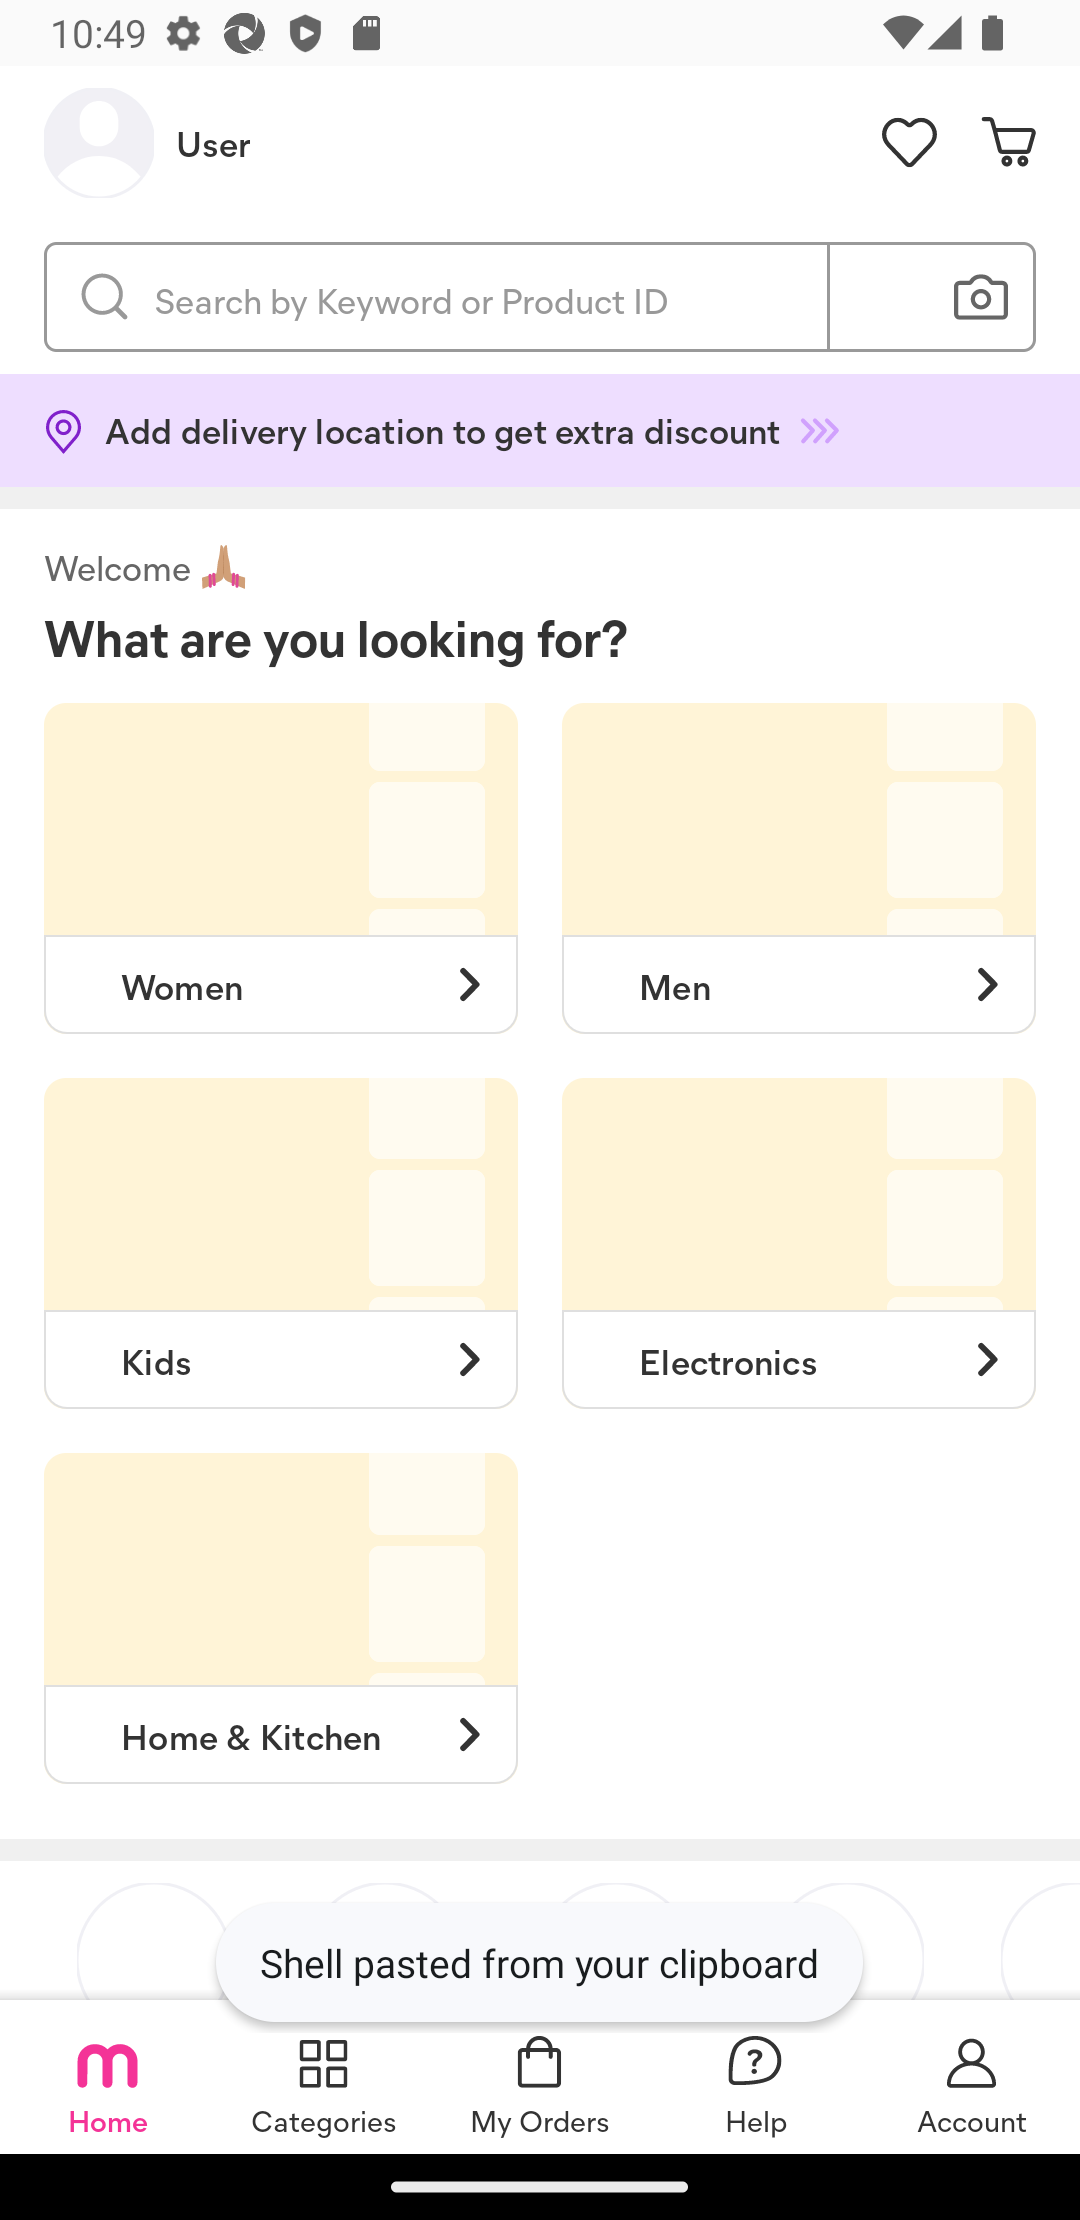 10:49
User
Search by Keyword or Product ID
Add delivery location to get extra discount
Welcome 🙏🏽
What are you looking for?
Women
Men
Kids
Electronics
Home & Kitchen
Shell pasted from your clipboard
Home
Categories
My Orders
Help
Account